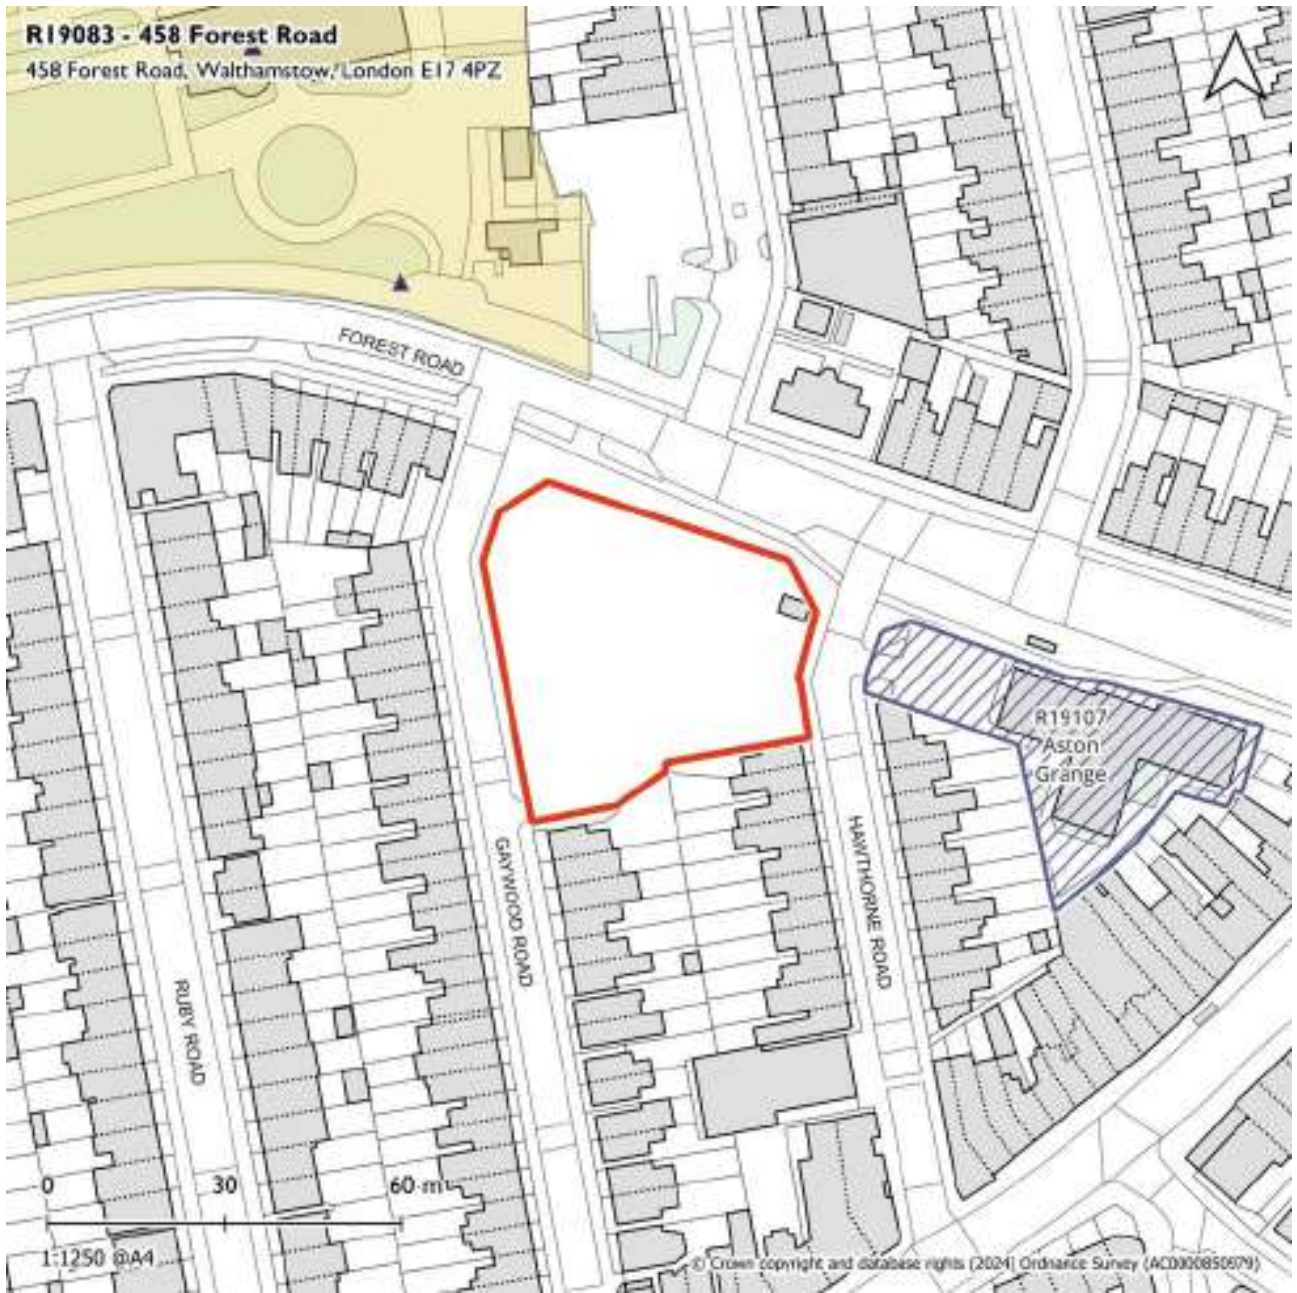 R19083 - 458 Forest Road
458 Forest Road, Walthamstow, London E17 4PZ
FOREST ROAD
R19107
Aston
Grange
GAYWOOD ROAD
HAWTHORNE ROAD
RUBY ROAD
0 30 60 m
1:1250 @A4
© Crown copyright and database rights (2024) Ordnance Survey (AC0000850979)